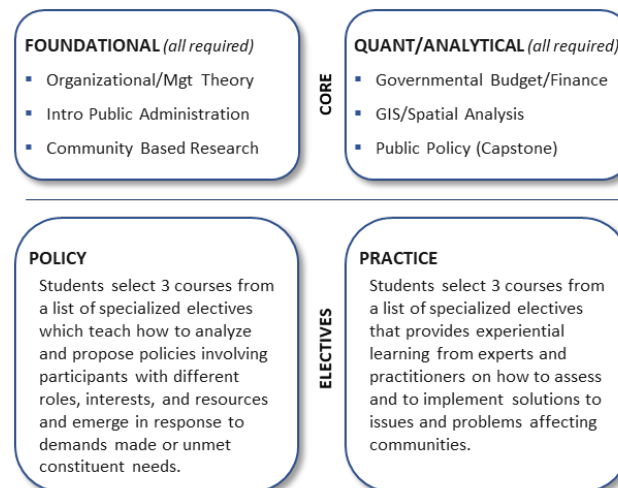 FOUNDATIONAL (all required)
▪ Organizational/Mgt Theory
▪ Intro Public Administration
▪ Community Based Research
CORE
QUANT/ANALYTICAL (all required)
▪ Governmental Budget/Finance
▪ GIS/Spatial Analysis
▪ Public Policy (Capstone)
POLICY
Students select 3 courses from
a list of specialized electives
which teach how to analyze
and propose policies involving
participants with different
roles, interests, and resources
and emerge in response to
demands made or unmet
constituent needs.
ELECTIVES
PRACTICE
Students select 3 courses from
a list of specialized electives
that provides experiential
learning from experts and
practitioners on how to assess
and to implement solutions to
issues and problems affecting
communities.